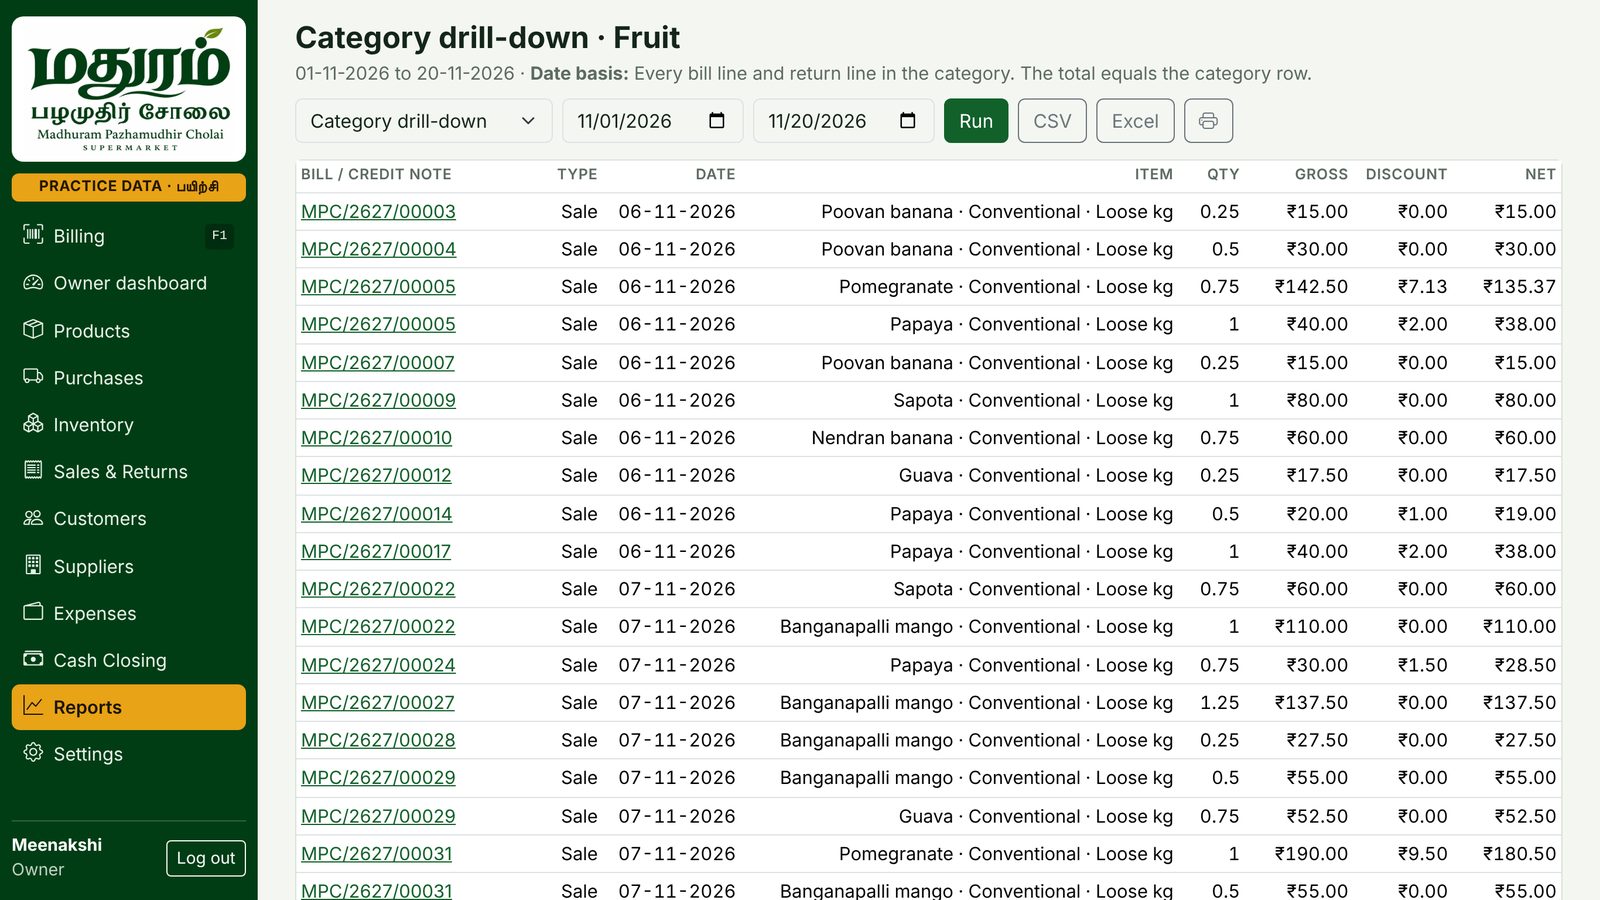 மதுரம்
பழமுதிர் சோலை
Madhuram Pazhamudhir Cholai
SUPERMARKET
PRACTICE DATA · பயிற்சி
Billing F1
Owner dashboard
Products
Purchases
Inventory
Sales & Returns
Customers
Suppliers
Expenses
Cash Closing
Reports
Settings
Meenakshi
Owner
Log out
Category drill-down · Fruit
01-11-2026 to 20-11-2026 · Date basis: Every bill line and return line in the category. The total equals the category row.
Category drill-down 11/01/2026 11/20/2026 Run CSV Excel
BILL / CREDIT NOTE TYPE DATE ITEM QTY GROSS DISCOUNT NET
MPC/2627/00003 Sale 06-11-2026 Poovan banana · Conventional · Loose kg 0.25 ₹15.00 ₹0.00 ₹15.00
MPC/2627/00004 Sale 06-11-2026 Poovan banana · Conventional · Loose kg 0.5 ₹30.00 ₹0.00 ₹30.00
MPC/2627/00005 Sale 06-11-2026 Pomegranate · Conventional · Loose kg 0.75 ₹142.50 ₹7.13 ₹135.37
MPC/2627/00005 Sale 06-11-2026 Papaya · Conventional · Loose kg 1 ₹40.00 ₹2.00 ₹38.00
MPC/2627/00007 Sale 06-11-2026 Poovan banana · Conventional · Loose kg 0.25 ₹15.00 ₹0.00 ₹15.00
MPC/2627/00009 Sale 06-11-2026 Sapota · Conventional · Loose kg 1 ₹80.00 ₹0.00 ₹80.00
MPC/2627/00010 Sale 06-11-2026 Nendran banana · Conventional · Loose kg 0.75 ₹60.00 ₹0.00 ₹60.00
MPC/2627/00012 Sale 06-11-2026 Guava · Conventional · Loose kg 0.25 ₹17.50 ₹0.00 ₹17.50
MPC/2627/00014 Sale 06-11-2026 Papaya · Conventional · Loose kg 0.5 ₹20.00 ₹1.00 ₹19.00
MPC/2627/00017 Sale 06-11-2026 Papaya · Conventional · Loose kg 1 ₹40.00 ₹2.00 ₹38.00
MPC/2627/00022 Sale 07-11-2026 Sapota · Conventional · Loose kg 0.75 ₹60.00 ₹0.00 ₹60.00
MPC/2627/00022 Sale 07-11-2026 Banganapalli mango · Conventional · Loose kg 1 ₹110.00 ₹0.00 ₹110.00
MPC/2627/00024 Sale 07-11-2026 Papaya · Conventional · Loose kg 0.75 ₹30.00 ₹1.50 ₹28.50
MPC/2627/00027 Sale 07-11-2026 Banganapalli mango · Conventional · Loose kg 1.25 ₹137.50 ₹0.00 ₹137.50
MPC/2627/00028 Sale 07-11-2026 Banganapalli mango · Conventional · Loose kg 0.25 ₹27.50 ₹0.00 ₹27.50
MPC/2627/00029 Sale 07-11-2026 Banganapalli mango · Conventional · Loose kg 0.5 ₹55.00 ₹0.00 ₹55.00
MPC/2627/00029 Sale 07-11-2026 Guava · Conventional · Loose kg 0.75 ₹52.50 ₹0.00 ₹52.50
MPC/2627/00031 Sale 07-11-2026 Pomegranate · Conventional · Loose kg 1 ₹190.00 ₹9.50 ₹180.50
MPC/2627/00031 Sale 07-11-2026 Banganapalli mango · Conventional · Loose kg 0.5 ₹55.00 ₹0.00 ₹55.00